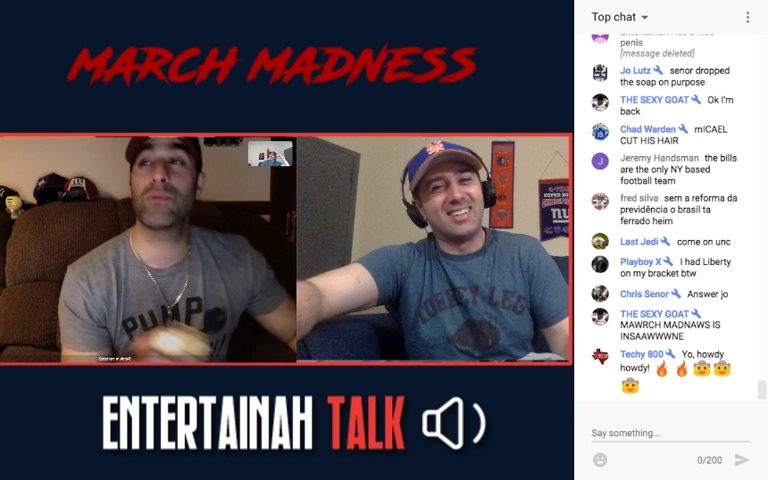 MARCH MADNESS
PUMP
TURKEY LEG
NU
ENTERTAINAH TALK
Top chat
penis
[message deleted]
Jo Lutz senor dropped
the soap on purpose
THE SEXY GOAT Ok I'm
back
Chad Warden mICAEL
CUT HIS HAIR
J
Jeremy Handsman the bills
are the only NY based
football team
fred silva sem a reforma da
previdência o brasil ta
ferrado heim
Last Jedi come on unc
Playboy X I had Liberty
on my bracket btw
Chris Senor Answer jo
THE SEXY GOAT
MAWRCH MADNAWS IS
INSAAWWWNE
Techy 800 Yo, howdy
howdy! 🔥 🔥 🤠 🤠
🤠
Say something...
0/200